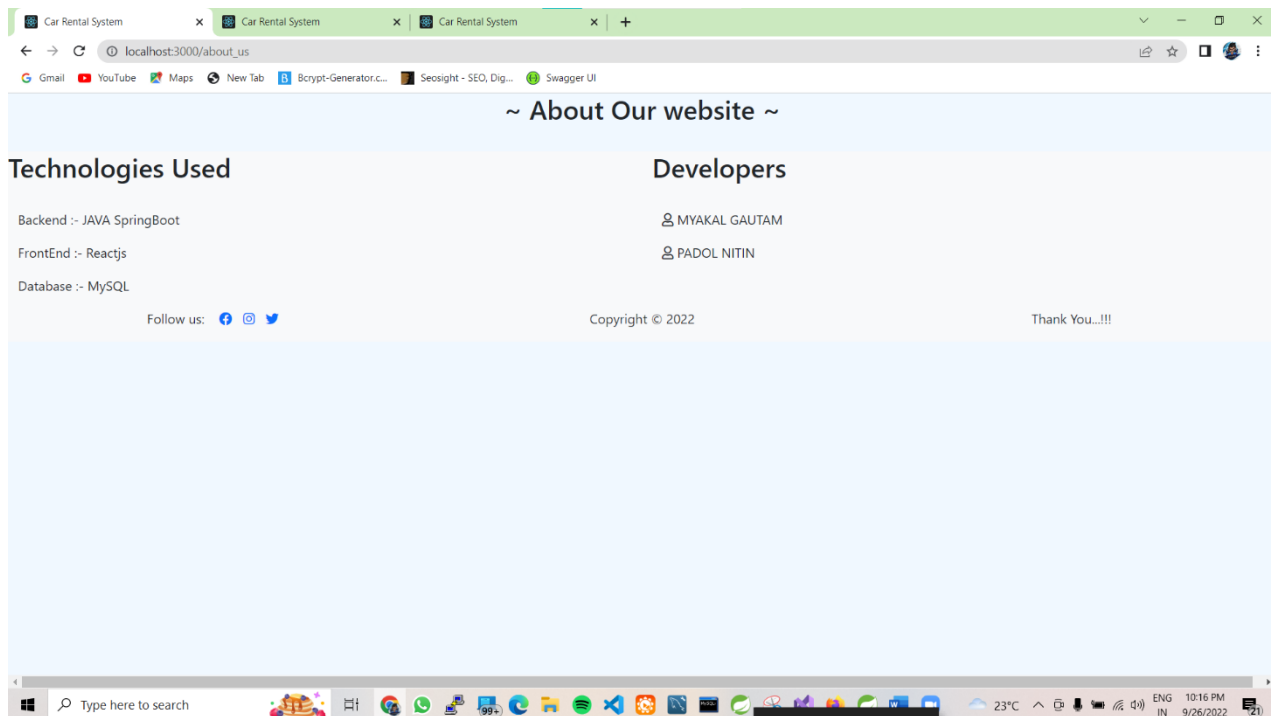 Car Rental System
Car Rental System
Car Rental System
localhost:3000/about_us
Gmail YouTube Maps New Tab Bcrypt-Generator.c... Seosight - SEO, Dig... Swagger UI
~ About Our website ~
Technologies Used
Developers
Backend :- JAVA SpringBoot
MYAKAL GAUTAM
FrontEnd :- Reactjs
PADOL NITIN
Database :- MySQL
Follow us:
Copyright © 2022
Thank You...!!!
Type here to search
99+
23°C
ENG
IN
10:16 PM
9/26/2022
21